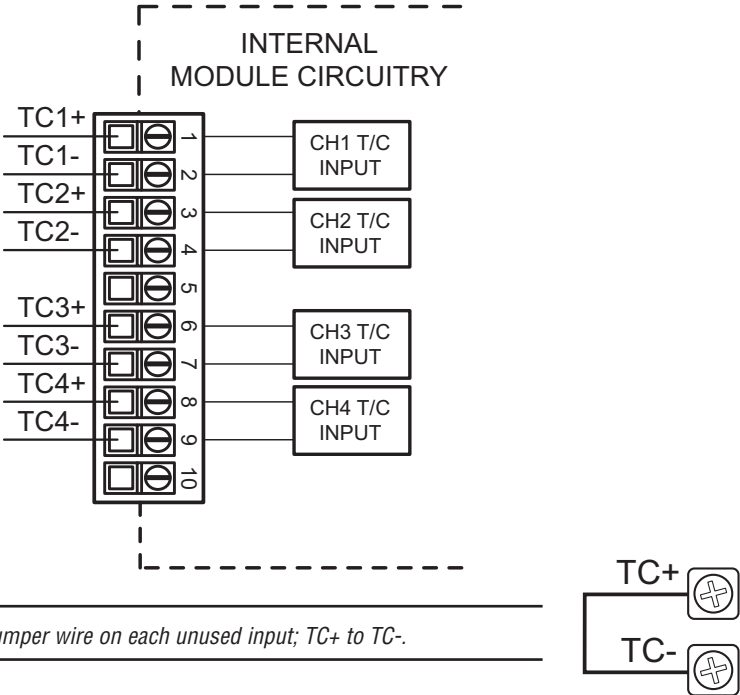 INTERNAL
MODULE CIRCUITRY
TC1+
TC1-
TC2+
TC2-
TC3+
TC3-
TC4+
TC4-
1
2
3
4
5
6
7
8
9
10
CH1 T/C
INPUT
CH2 T/C
INPUT
CH3 T/C
INPUT
CH4 T/C
INPUT
wire on each unused input; TC+ to TC-.
TC+
TC-